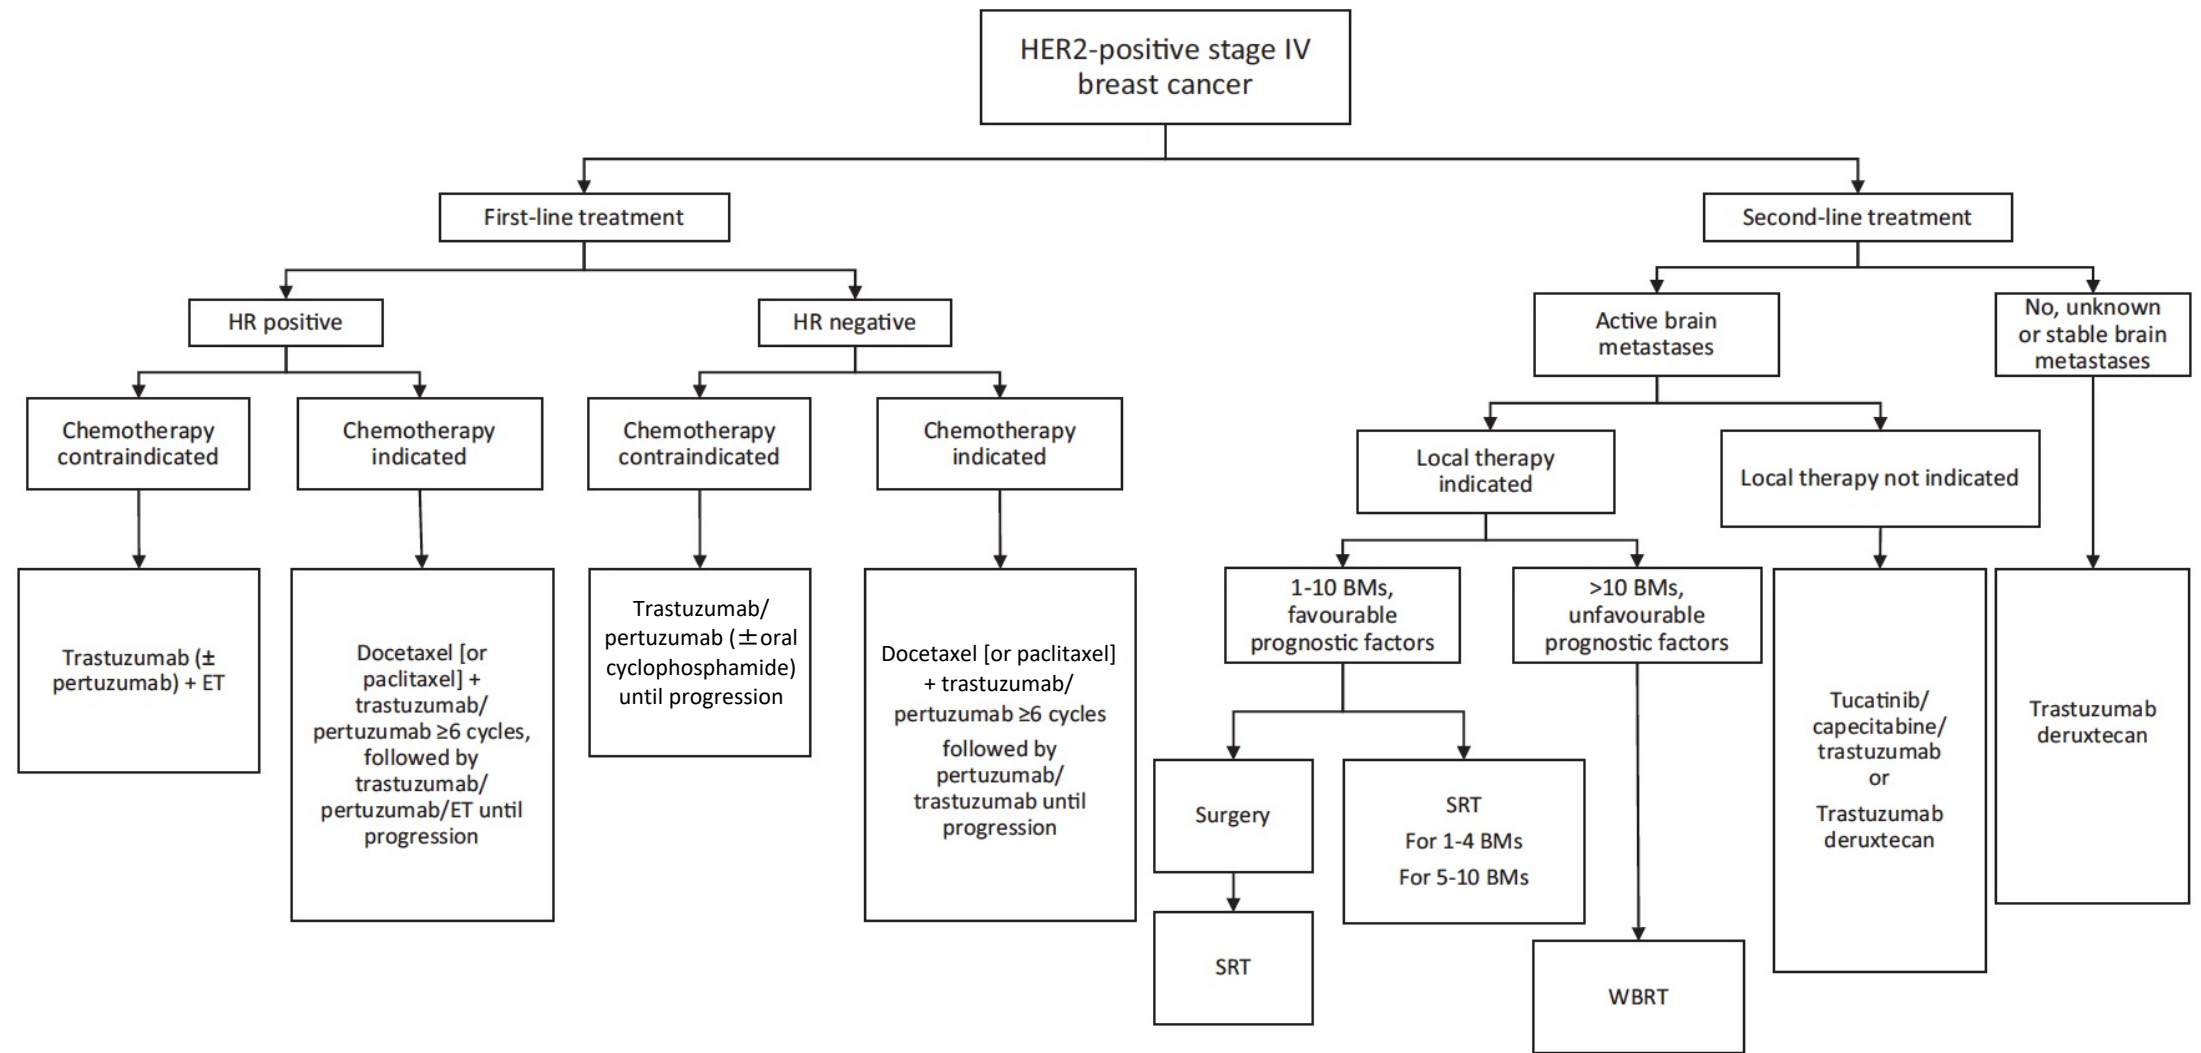 HER2-positive stage IV
breast cancer
First-line treatment
Second-line treatment
HR positive
HR negative
Active brain
metastases
No, unknown
or stable brain
metastases
Chemotherapy
contraindicated
Chemotherapy
indicated
Chemotherapy
contraindicated
Chemotherapy
indicated
Local therapy
indicated
Local therapy not indicated
Trastuzumab (±
pertuzumab) + ET
Docetaxel [or
paclitaxel] +
trastuzumab/
pertuzumab ≥6 cycles,
followed by
trastuzumab/
pertuzumab/ET until
progression
Trastuzumab/
pertuzumab (±oral
cyclophosphamide)
until progression
Docetaxel [or paclitaxel]
+ trastuzumab/
pertuzumab ≥6 cycles
followed by
pertuzumab/
trastuzumab until
progression
1-10 BMs,
favourable
prognostic factors
>10 BMs,
unfavourable
prognostic factors
Tucatinib/
capecitabine/
trastuzumab
or
Trastuzumab
deruxtecan
Trastuzumab
deruxtecan
Surgery
SRT
For 1-4 BMs
For 5-10 BMs
SRT
WBRT